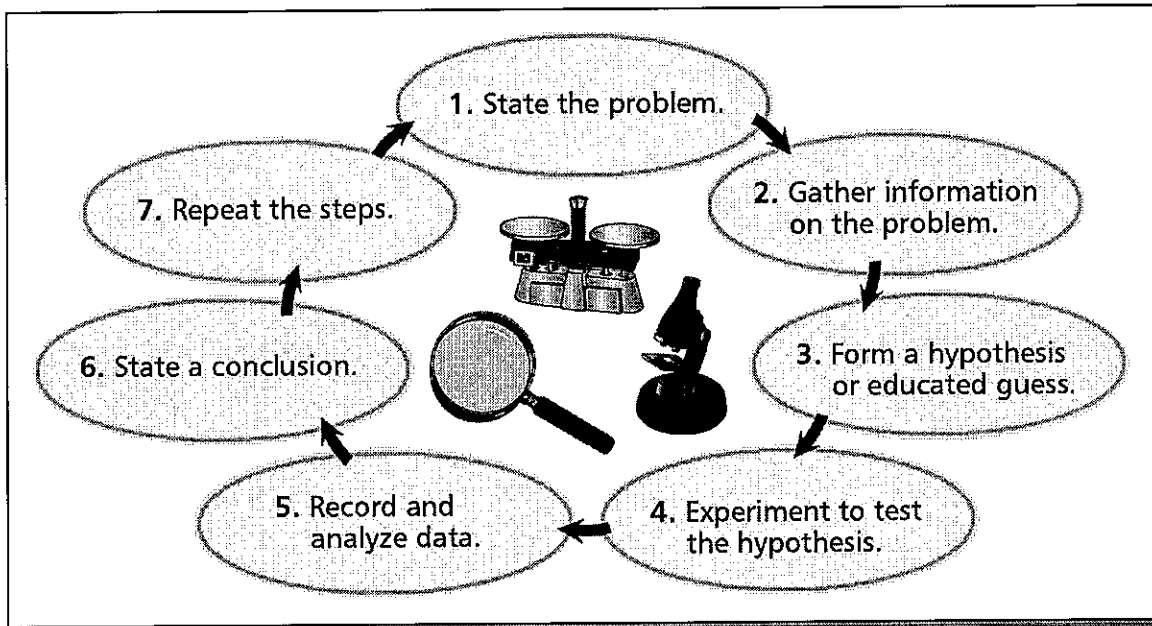 1. State the problem.
2. Gather information
on the problem.
3. Form a hypothesis
or educated guess.
4. Experiment to test
the hypothesis.
5. Record and
analyze data.
6. State a conclusion.
7. Repeat the steps.